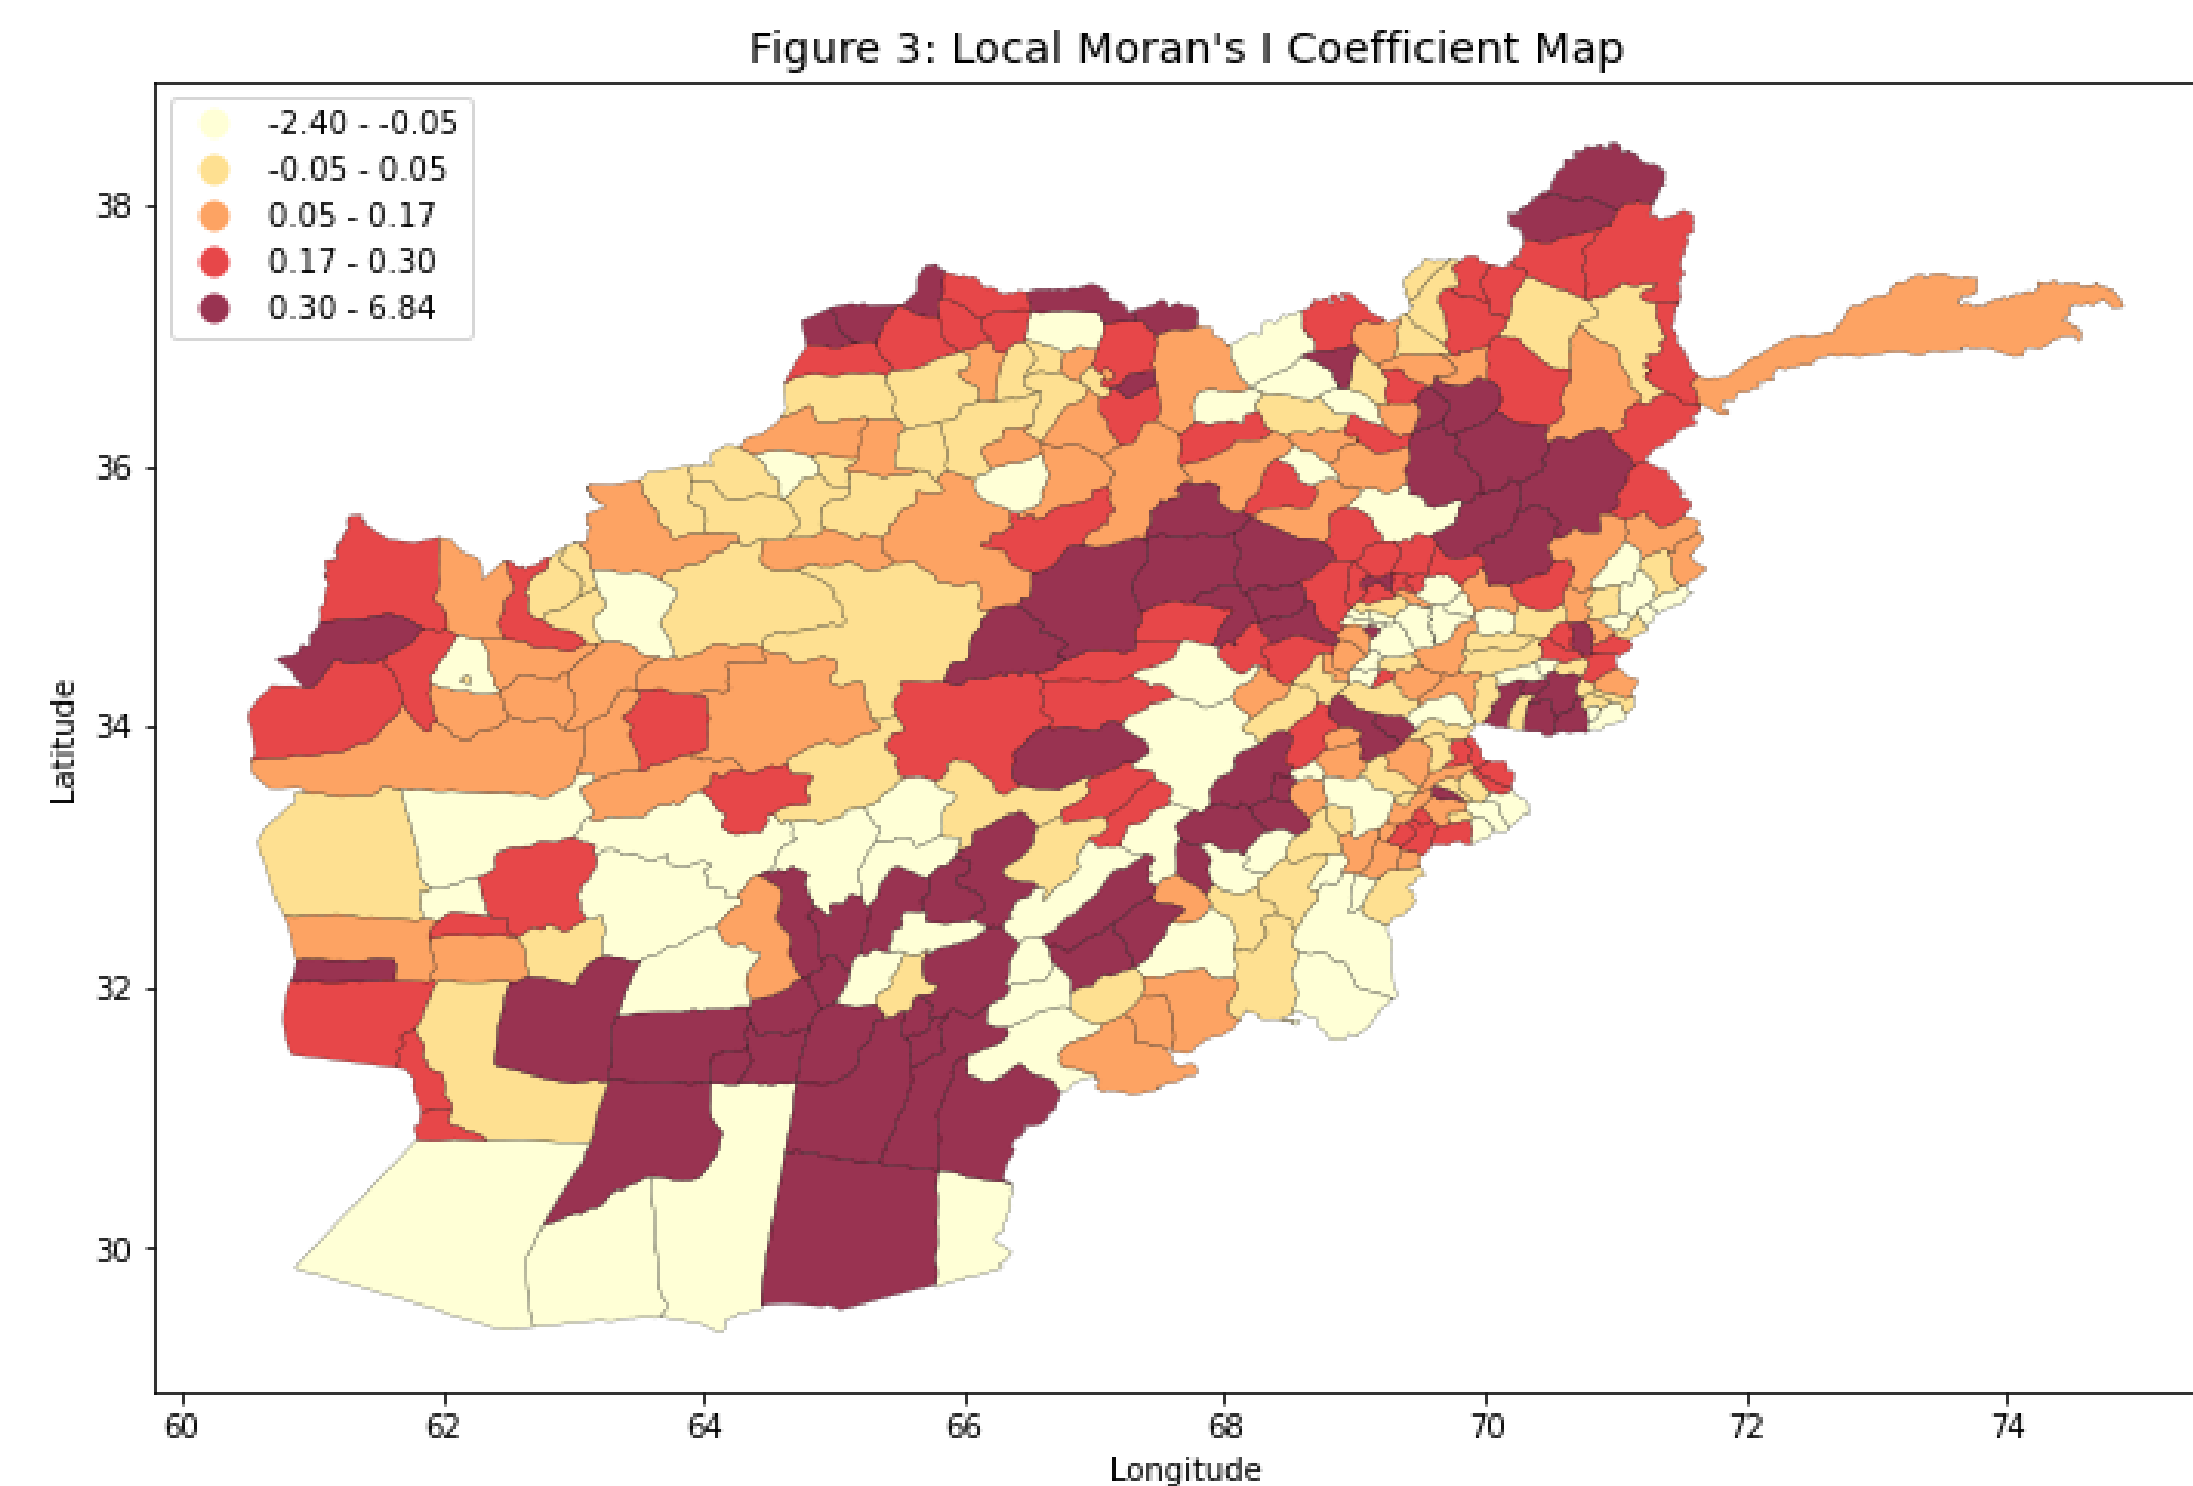 Figure 3: Local Moran's I Coefficient Map
-2.40 - -0.05
-0.05 - 0.05
0.05 - 0.17
0.17 - 0.30
0.30 - 6.84
38
36
34
32
30
Latitude
60 62 64 66 68 70 72 74
Longitude